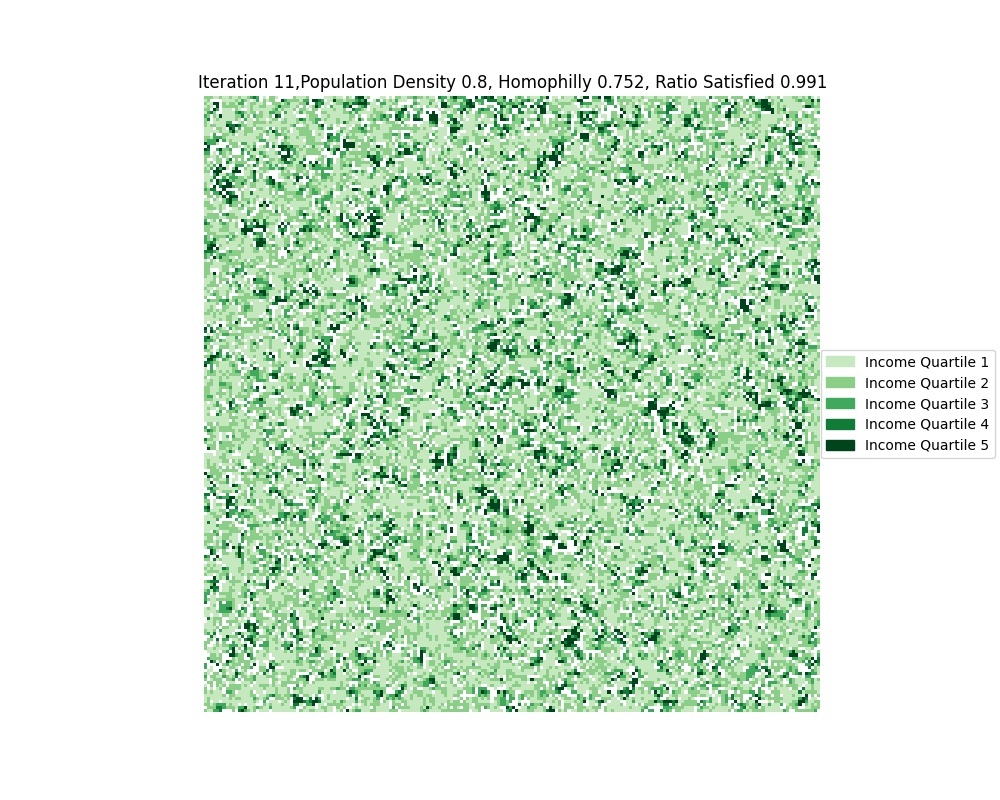 Iteration 11,Population Density 0.8, Homophilly 0.752, Ratio Satisfied 0.991
Income Quartile 1
Income Quartile 2
Income Quartile 3
Income Quartile 4
Income Quartile 5